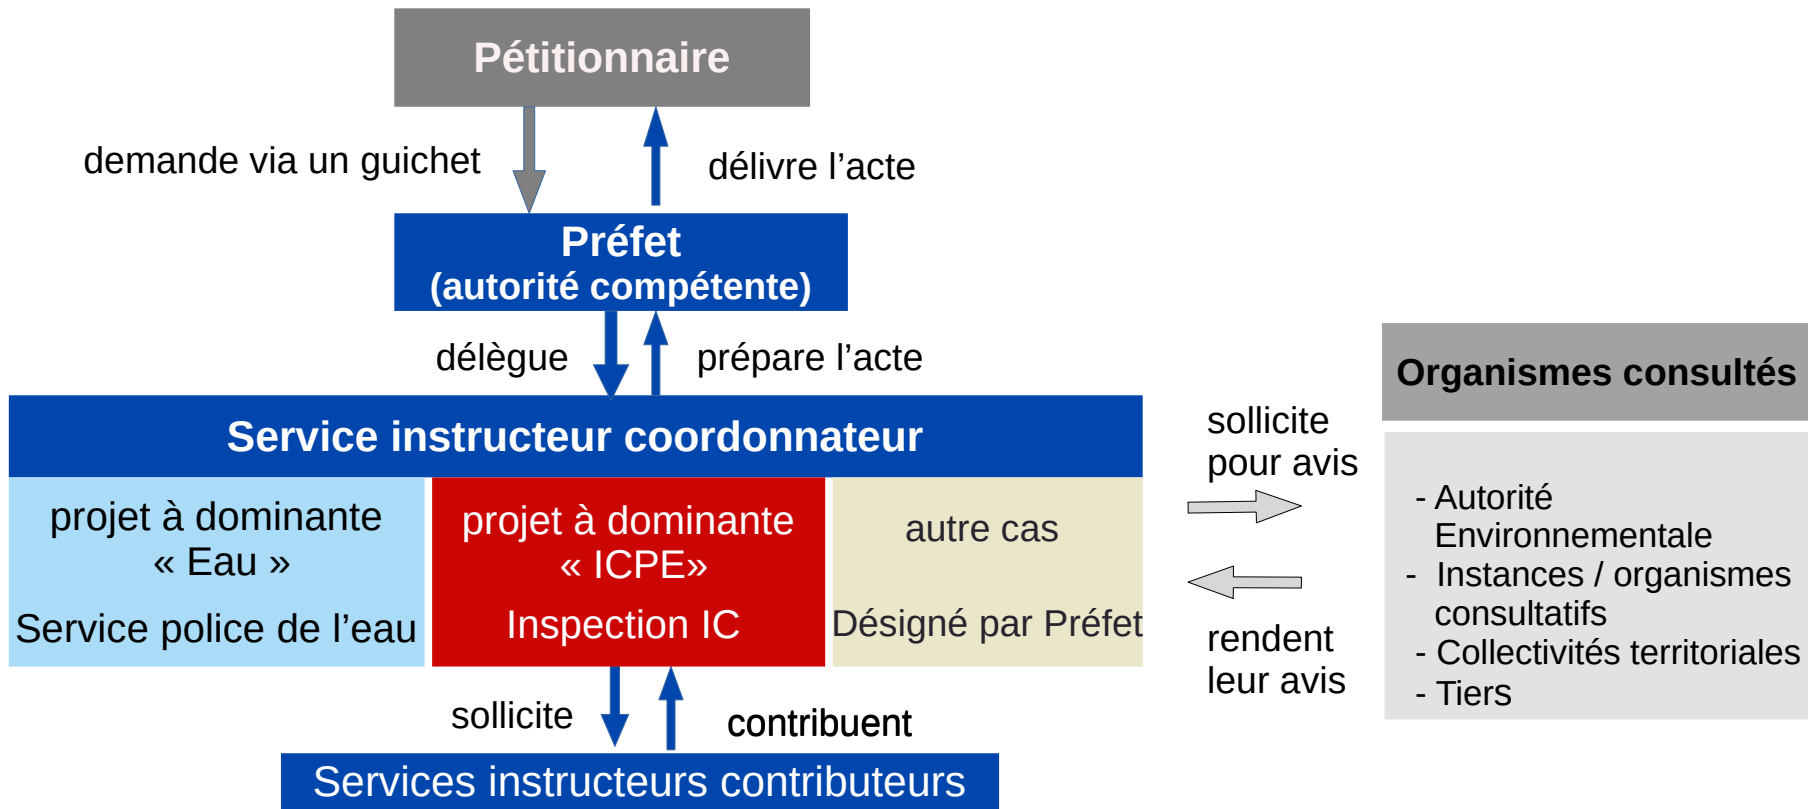 Pétitionnaire
demande via un guichet
délivre l’acte
Préfet
(autorité compétente)
délègue
prépare l’acte
Service instructeur coordonnateur
projet à dominante
« Eau »
Service police de l’eau
projet à dominante
« ICPE»
Inspection IC
autre cas
Désigné par Préfet
sollicite
contribuent
Services instructeurs contributeurs
sollicite
pour avis
rendent
leur avis
Organismes consultés
- Autorité
Environnementale
- Instances / organismes
consultatifs
- Collectivités territoriales
- Tiers